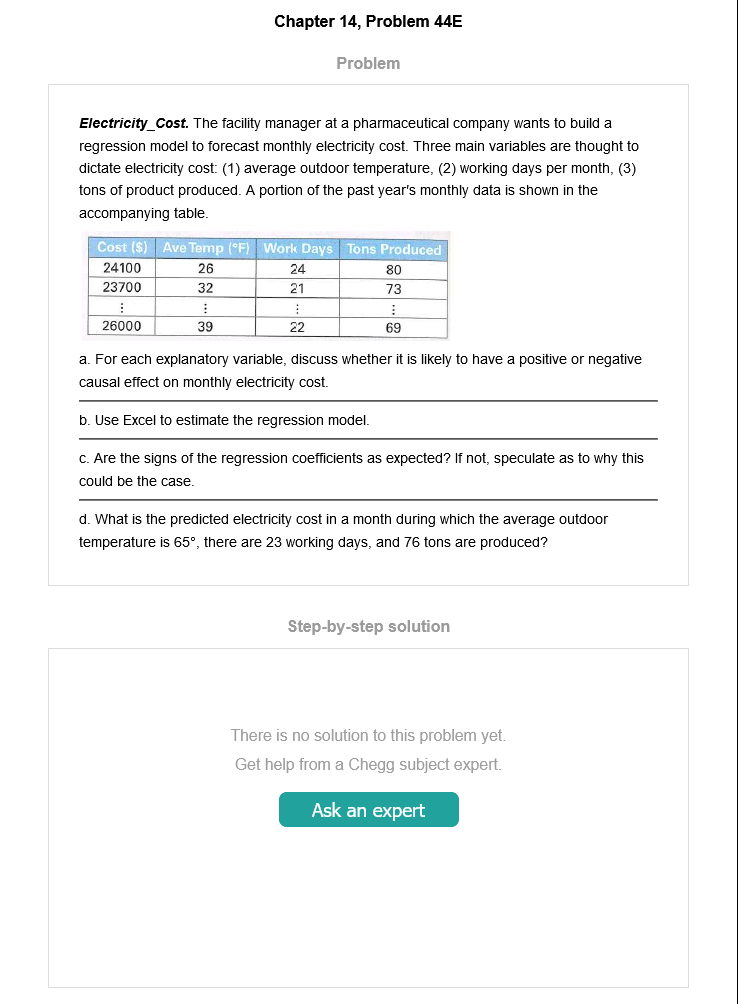 Chapter 14, Problem 44E
Problem
Electricity_Cost. The facility manager at a pharmaceutical company wants to build a
regression model to forecast monthly electricity cost. Three main variables are thought to
dictate electricity cost: (1) average outdoor temperature, (2) working days per month, (3)
tons of product produced. A portion of the past year's monthly data is shown in the
accompanying table.
Cost ($) Ave Temp (°F) Work Days Tons Produced
24100 26 24 80
23700 32 21 73
⋮ ⋮ ⋮ ⋮
26000 39 22 69
a. For each explanatory variable, discuss whether it is likely to have a positive or negative
causal effect on monthly electricity cost.
b. Use Excel to estimate the regression model.
c. Are the signs of the regression coefficients as expected? If not, speculate as to why this
could be the case.
d. What is the predicted electricity cost in a month during which the average outdoor
temperature is 65°, there are 23 working days, and 76 tons are produced?
Step-by-step solution
There is no solution to this problem yet.
Get help from a Chegg subject expert.
Ask an expert